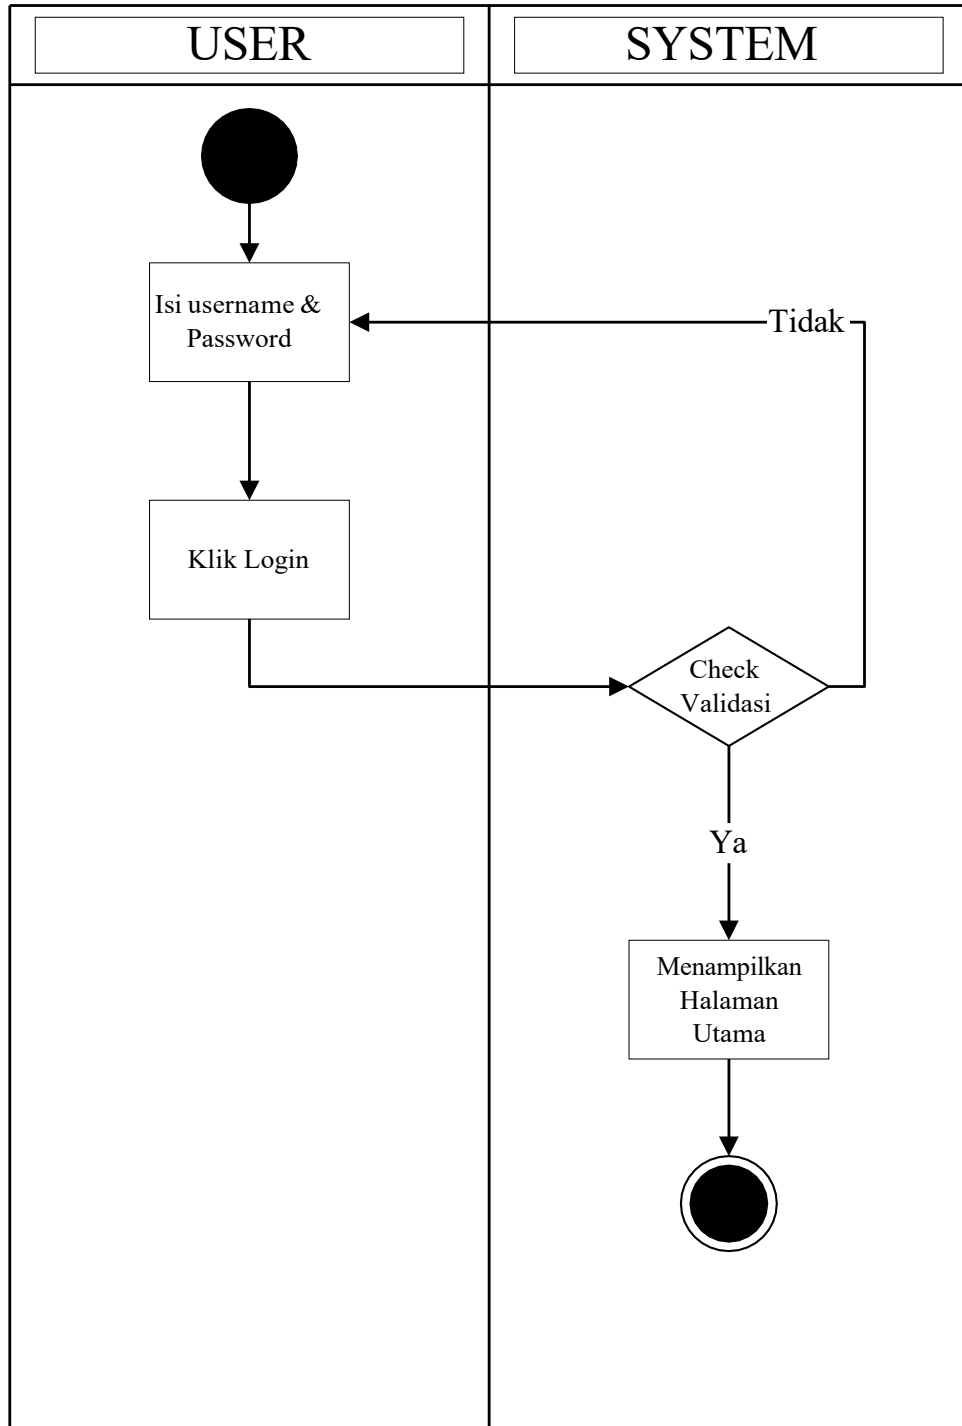 USER
SYSTEM
Isi username &
Password
Tidak
Klik Login
Check
Validasi
Ya
Menampilkan
Halaman
Utama